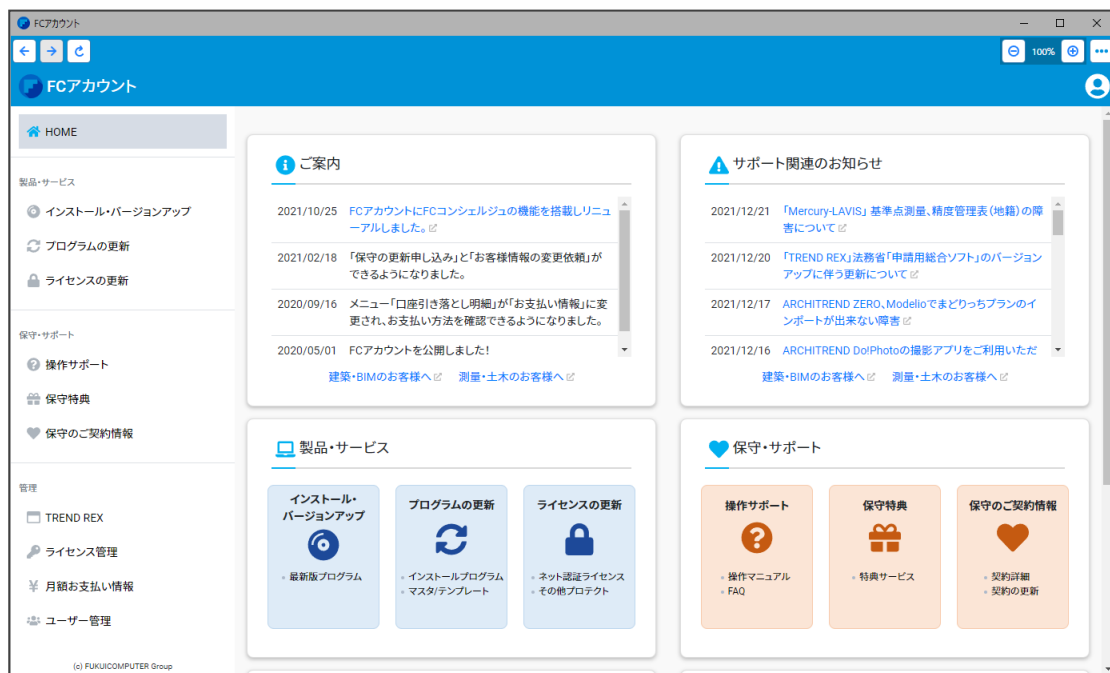 FCアカウント
100%
FCアカウント
HOME
製品・サービス
インストール・バージョンアップ
プログラムの更新
ライセンスの更新
保守・サポート
操作サポート
保守特典
保守のご契約情報
管理
TREND REX
ライセンス管理
月額お支払い情報
ユーザー管理
(c) FUKUICOMPUTER Group
ご案内
2021/10/25 FCアカウントにFCコンシェルジュの機能を搭載しリニュ
ーアルしました。
2021/02/18 「保守の更新申し込み」と「お客様情報の変更依頼」が
できるようになりました。
2020/09/16 メニュー「口座引き落とし明細」が「お支払い情報」に変
更され、お支払い方法を確認できるようになりました。
2020/05/01 FCアカウントを公開しました!
建築・BIMのお客様へ 測量・土木のお客様へ
サポート関連のお知らせ
2021/12/21 「Mercury-LAVIS」 基準点測量、精度管理表(地籍)の障
害について
2021/12/20 「TREND REX」法務省「申請用総合ソフト」のバージョン
アップに伴う更新について
2021/12/17 ARCHITREND ZERO、Modelioでまどりっちプランのイ
ンポートが出来ない障害
2021/12/16 ARCHITREND Do!Photoの撮影アプリをご利用いただ
建築・BIMのお客様へ 測量・土木のお客様へ
製品・サービス
インストール・
バージョンアップ
・最新版プログラム
プログラムの更新
・インストールプログラム
・マスタ/テンプレート
ライセンスの更新
・ネット認証ライセンス
・その他プロテクト
保守・サポート
操作サポート
・操作マニュアル
・FAQ
保守特典
・特典サービス
保守のご契約情報
・契約詳細
・契約の更新